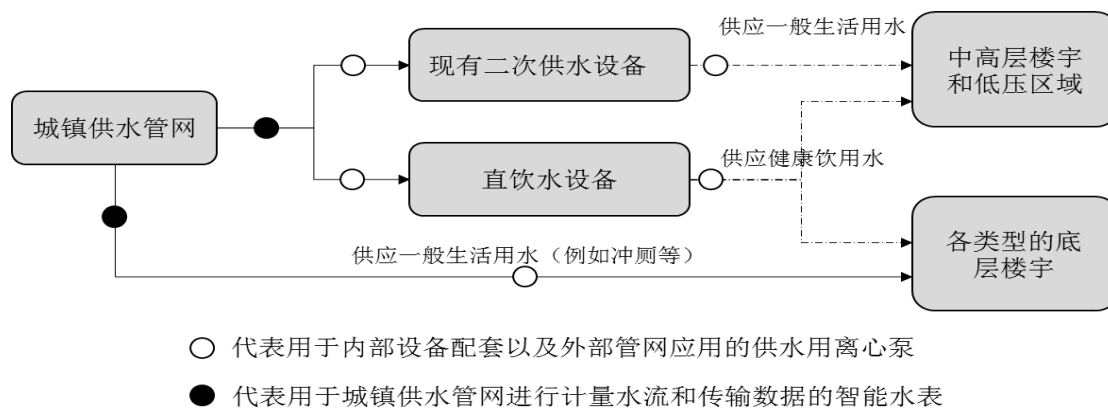 供应一般生活用水
现有二次供水设备
中高层楼宇
和低压区域
城镇供水管网
供应健康饮用水
直饮水设备
供应一般生活用水（例如冲厕等）
各类型的底
层楼宇
代表用于内部设备配套以及外部管网应用的供水用离心泵
代表用于城镇供水管网进行计量水流和传输数据的智能水表